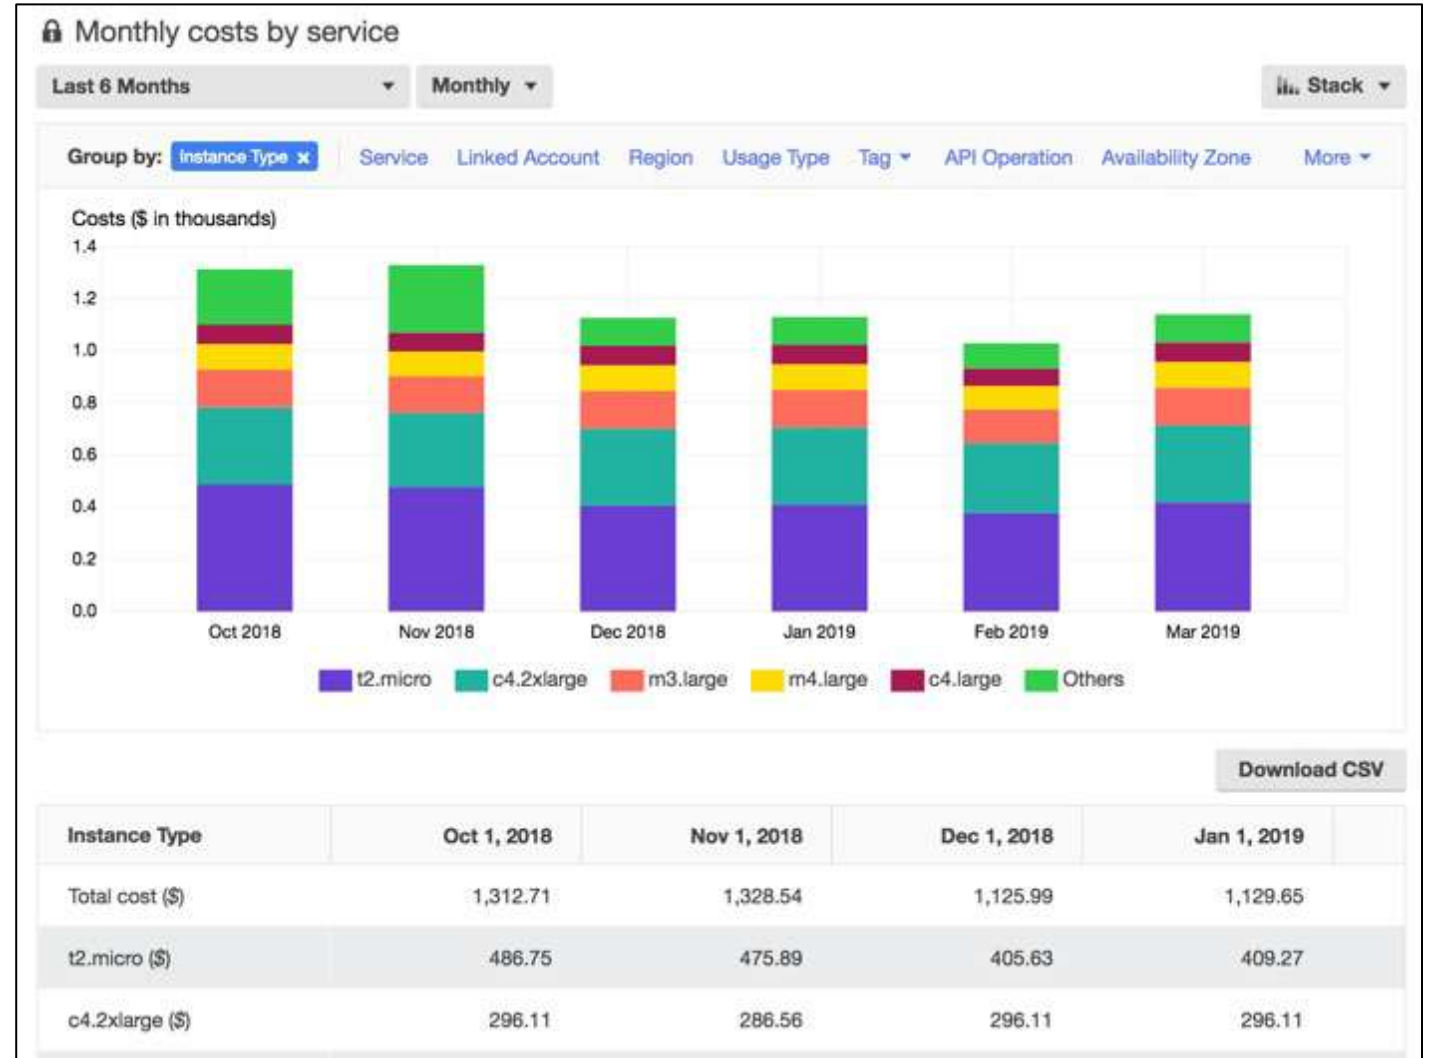 Monthly costs by service
Last 6 Months Monthly Stack
Group by: Instance Type x Service Linked Account Region Usage Type Tag API Operation Availability Zone More
Costs ($ in thousands)
1.4
1.2
1.0
0.8
0.6
0.4
0.2
0.0
Oct 2018 Nov 2018 Dec 2018 Jan 2019 Feb 2019 Mar 2019
t2.micro c4.2xlarge m3.large m4.large c4.large Others
Download CSV
Instance Type Oct 1, 2018 Nov 1, 2018 Dec 1, 2018 Jan 1, 2019
Total cost ($) 1,312.71 1,328.54 1,125.99 1,129.65
t2.micro ($) 486.75 475.89 405.63 409.27
c4.2xlarge ($) 296.11 286.56 296.11 296.11